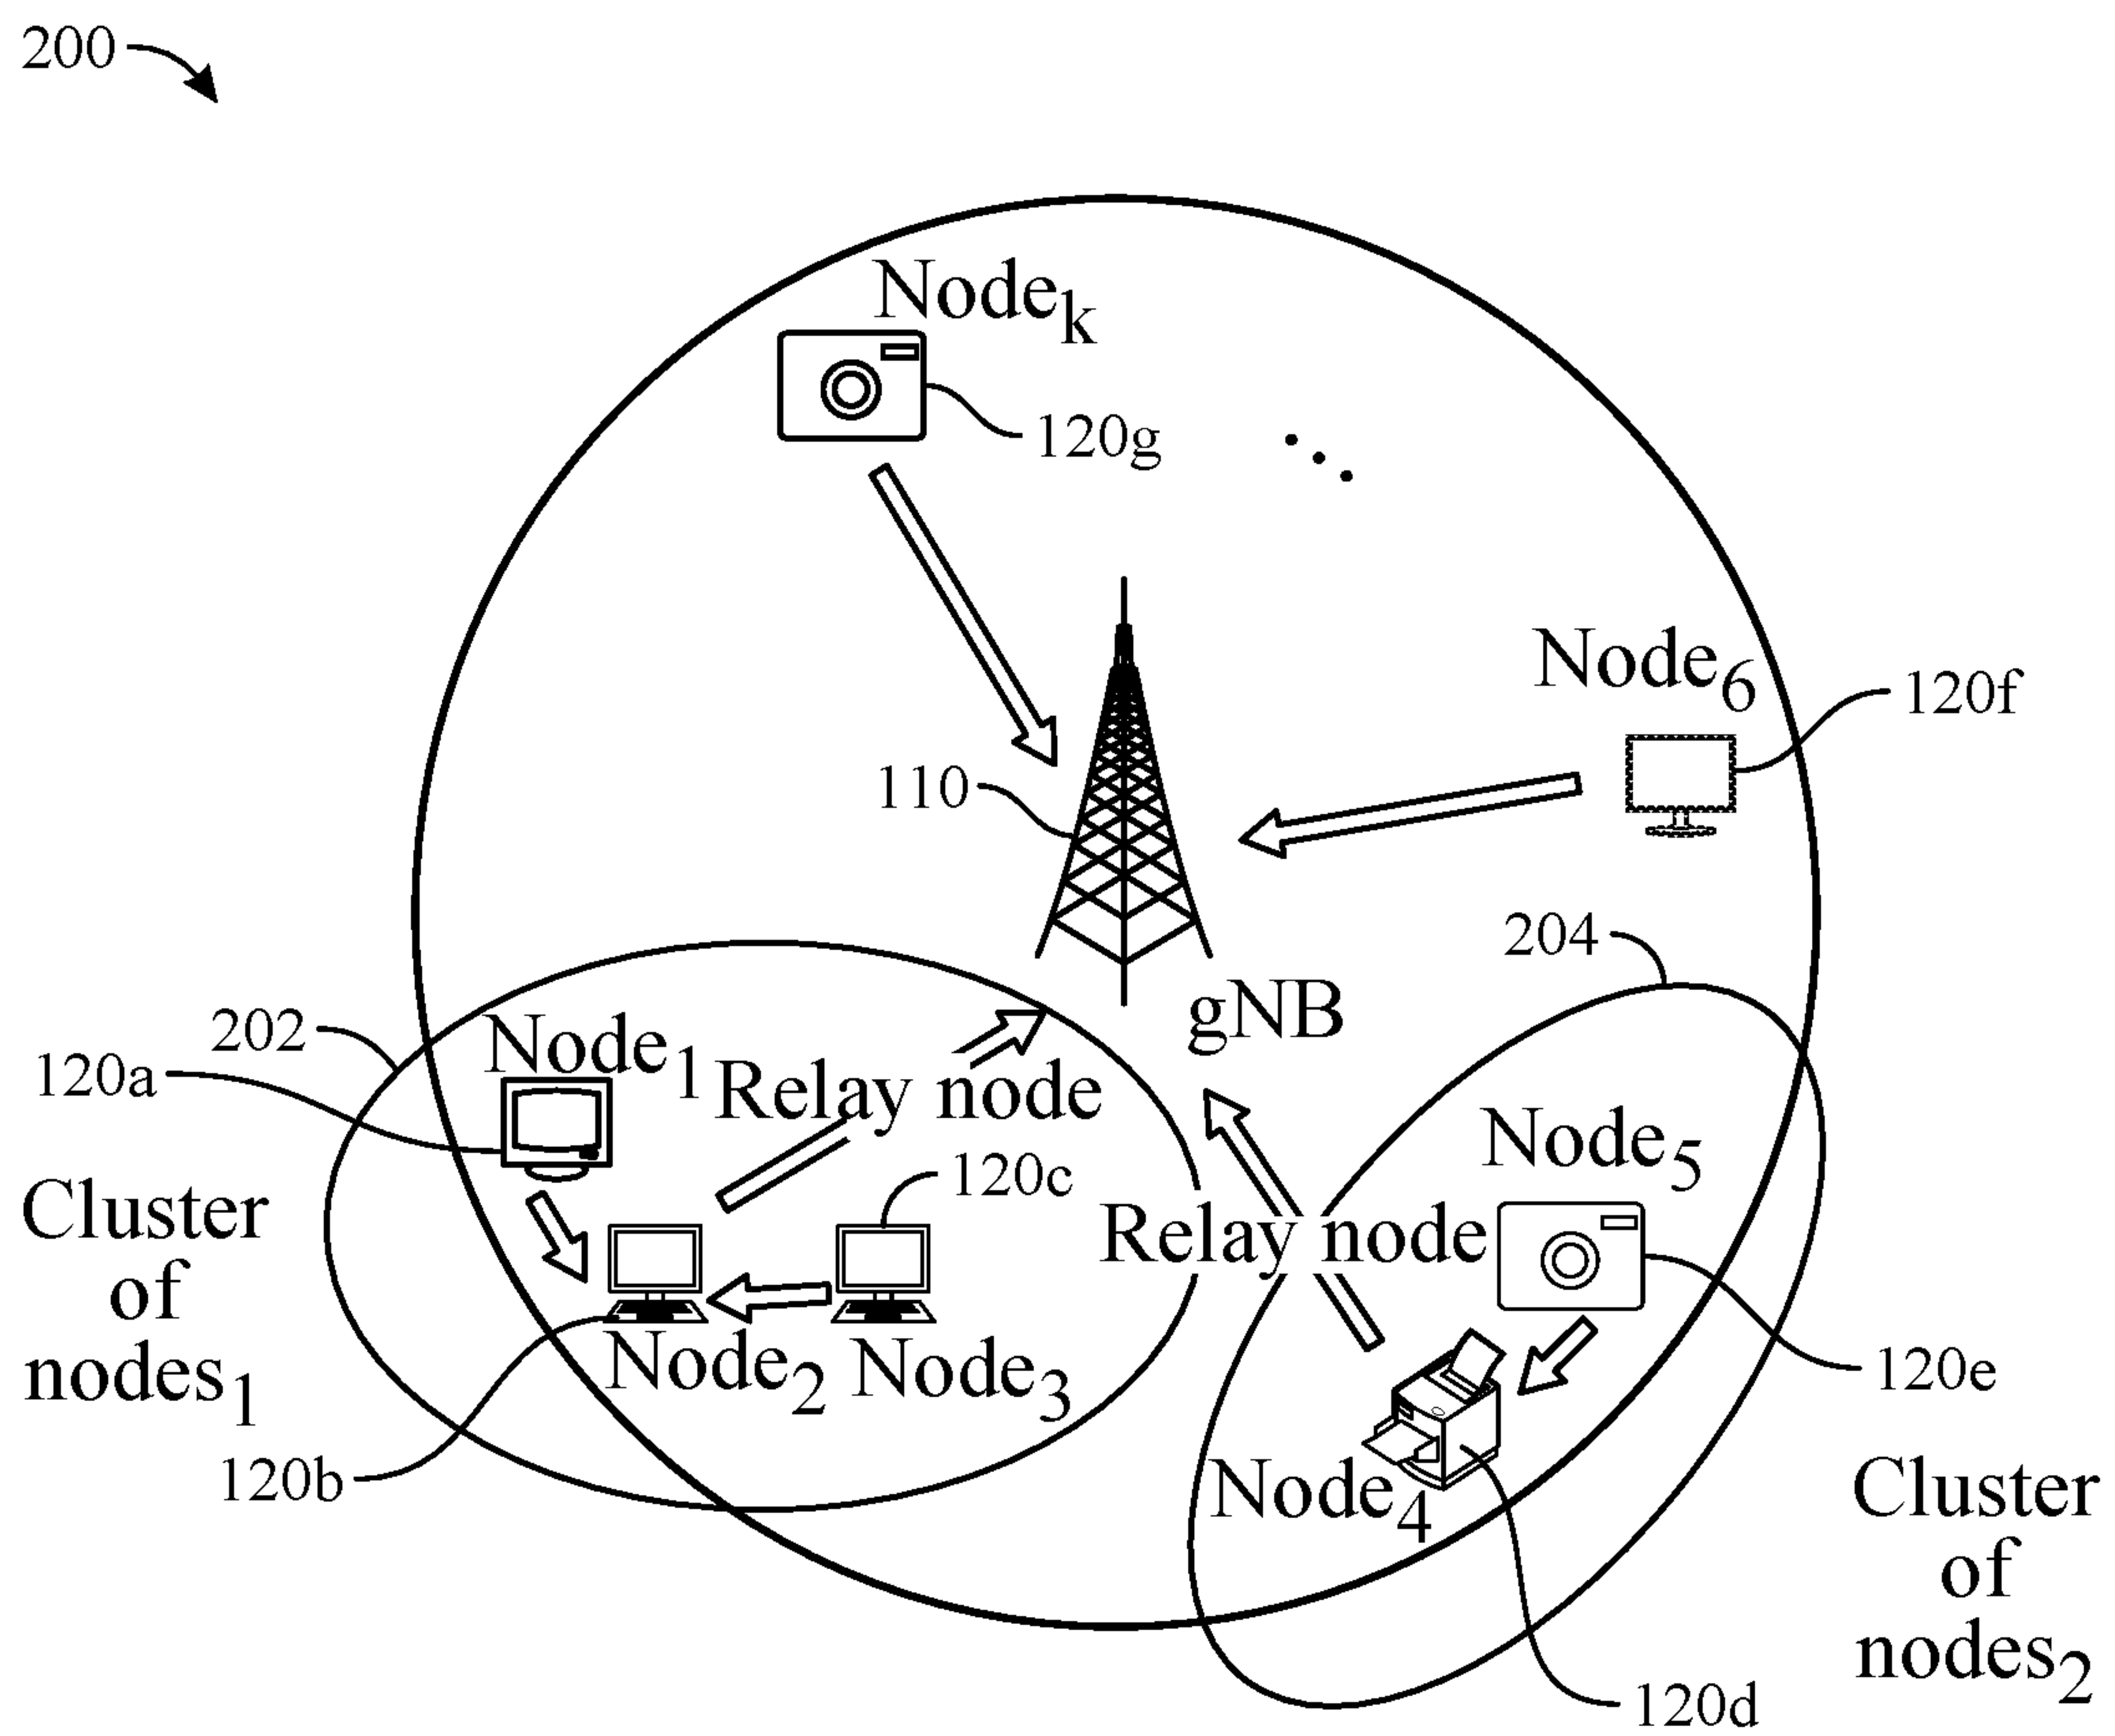 200
Nodeₖ
120g
Node₆
120f
110
204
gNB
202
Node₁
120a
Relay node
Node₅
120c
Cluster
of
nodes₁
Relay node
Node₂
Node₃
120e
120b
Node₄
Cluster
of
nodes₂
120d